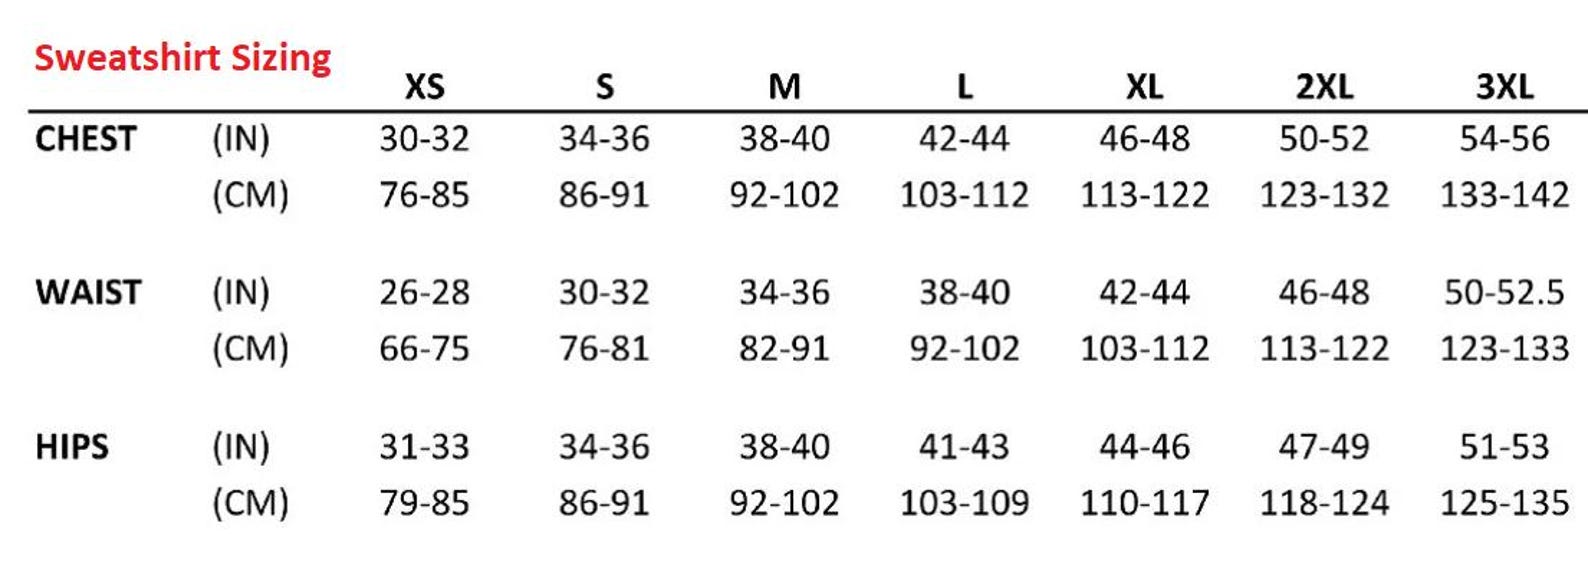 Sweatshirt Sizing
XS S M L XL 2XL 3XL
CHEST (IN) 30-32 34-36 38-40 42-44 46-48 50-52 54-56
(CM) 76-85 86-91 92-102 103-112 113-122 123-132 133-142
WAIST (IN) 26-28 30-32 34-36 38-40 42-44 46-48 50-52.5
(CM) 66-75 76-81 82-91 92-102 103-112 113-122 123-133
HIPS (IN) 31-33 34-36 38-40 41-43 44-46 47-49 51-53
(CM) 79-85 86-91 92-102 103-109 110-117 118-124 125-135